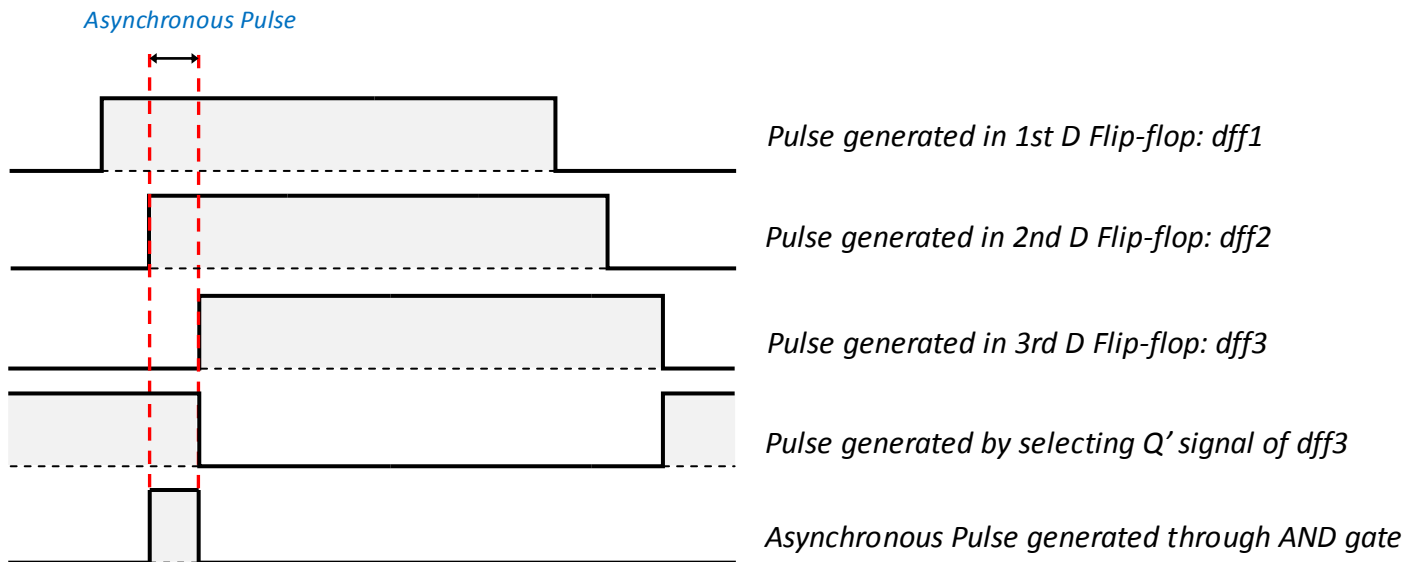 Asynchronous Pulse
Pulse generated in 1st D Flip-flop: dff1
Pulse generated in 2nd D Flip-flop: dff2
Pulse generated in 3rd D Flip-flop: dff3
Pulse generated by selecting Q’ signal of dff3
Asynchronous Pulse generated through AND gate